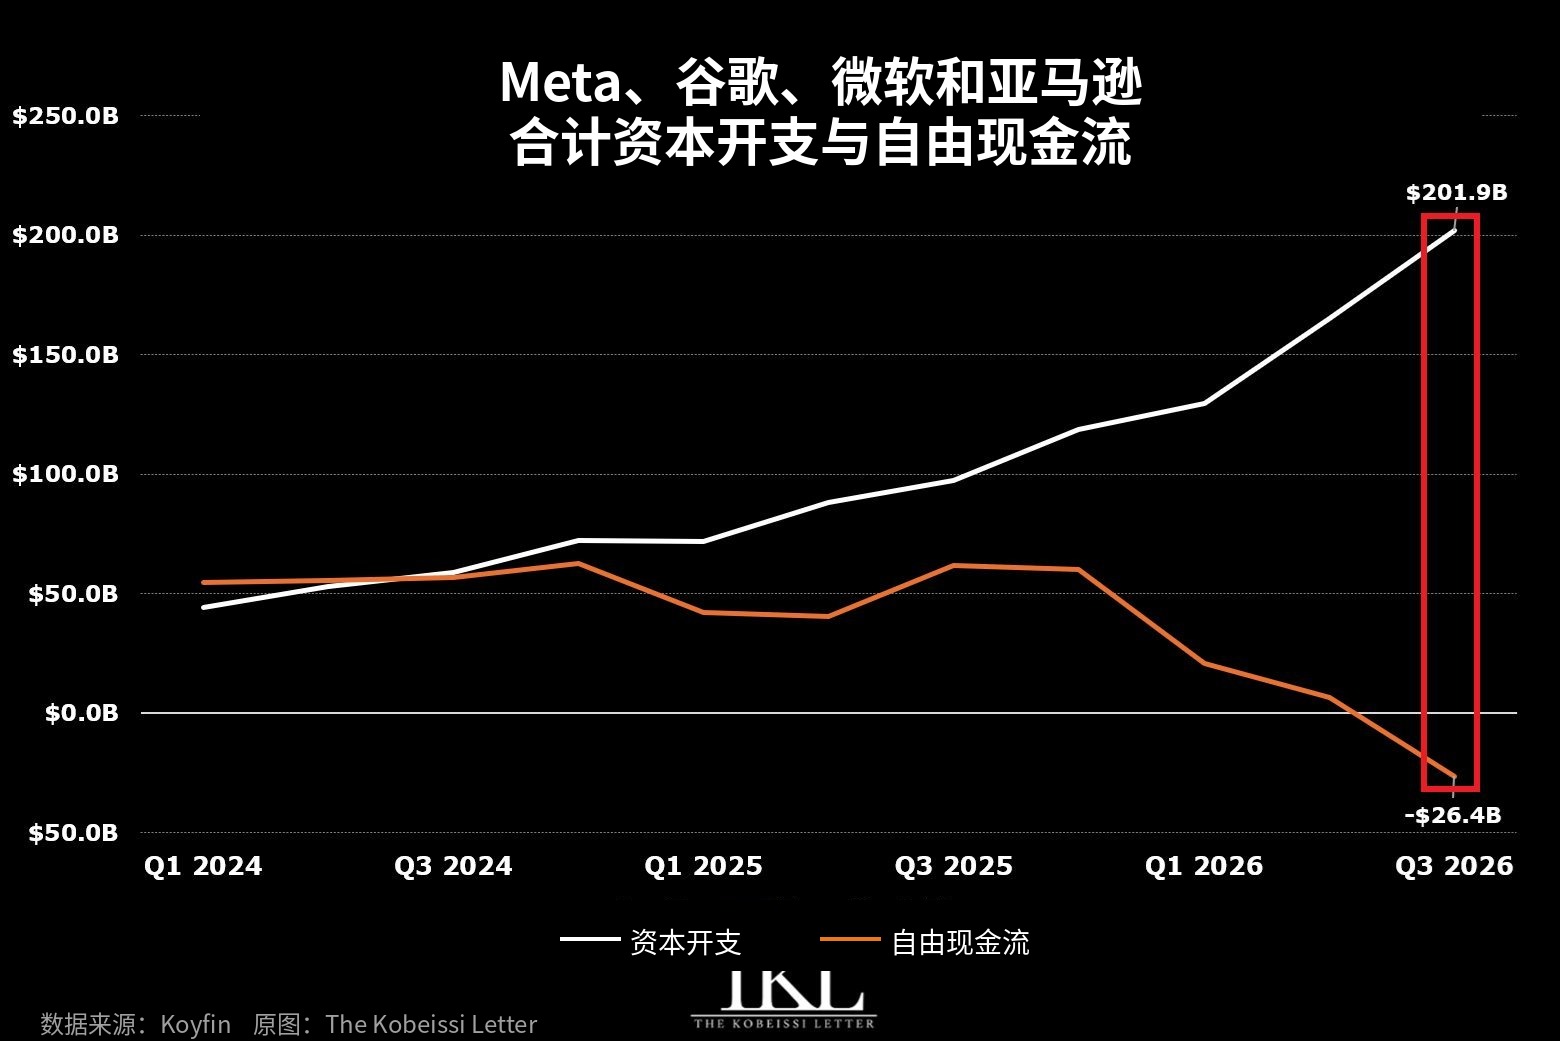 Meta、谷歌、微软和亚马逊
合计资本开支与自由现金流
$250.0B
$201.9B
$200.0B
$150.0B
$100.0B
$50.0B
$0.0B
-$26.4B
$50.0B
Q1 2024 Q3 2024 Q1 2025 Q3 2025 Q1 2026 Q3 2026
资本开支 自由现金流
TKL
THE KOBEISSI LETTER
数据来源：Koyfin 原图：The Kobeissi Letter